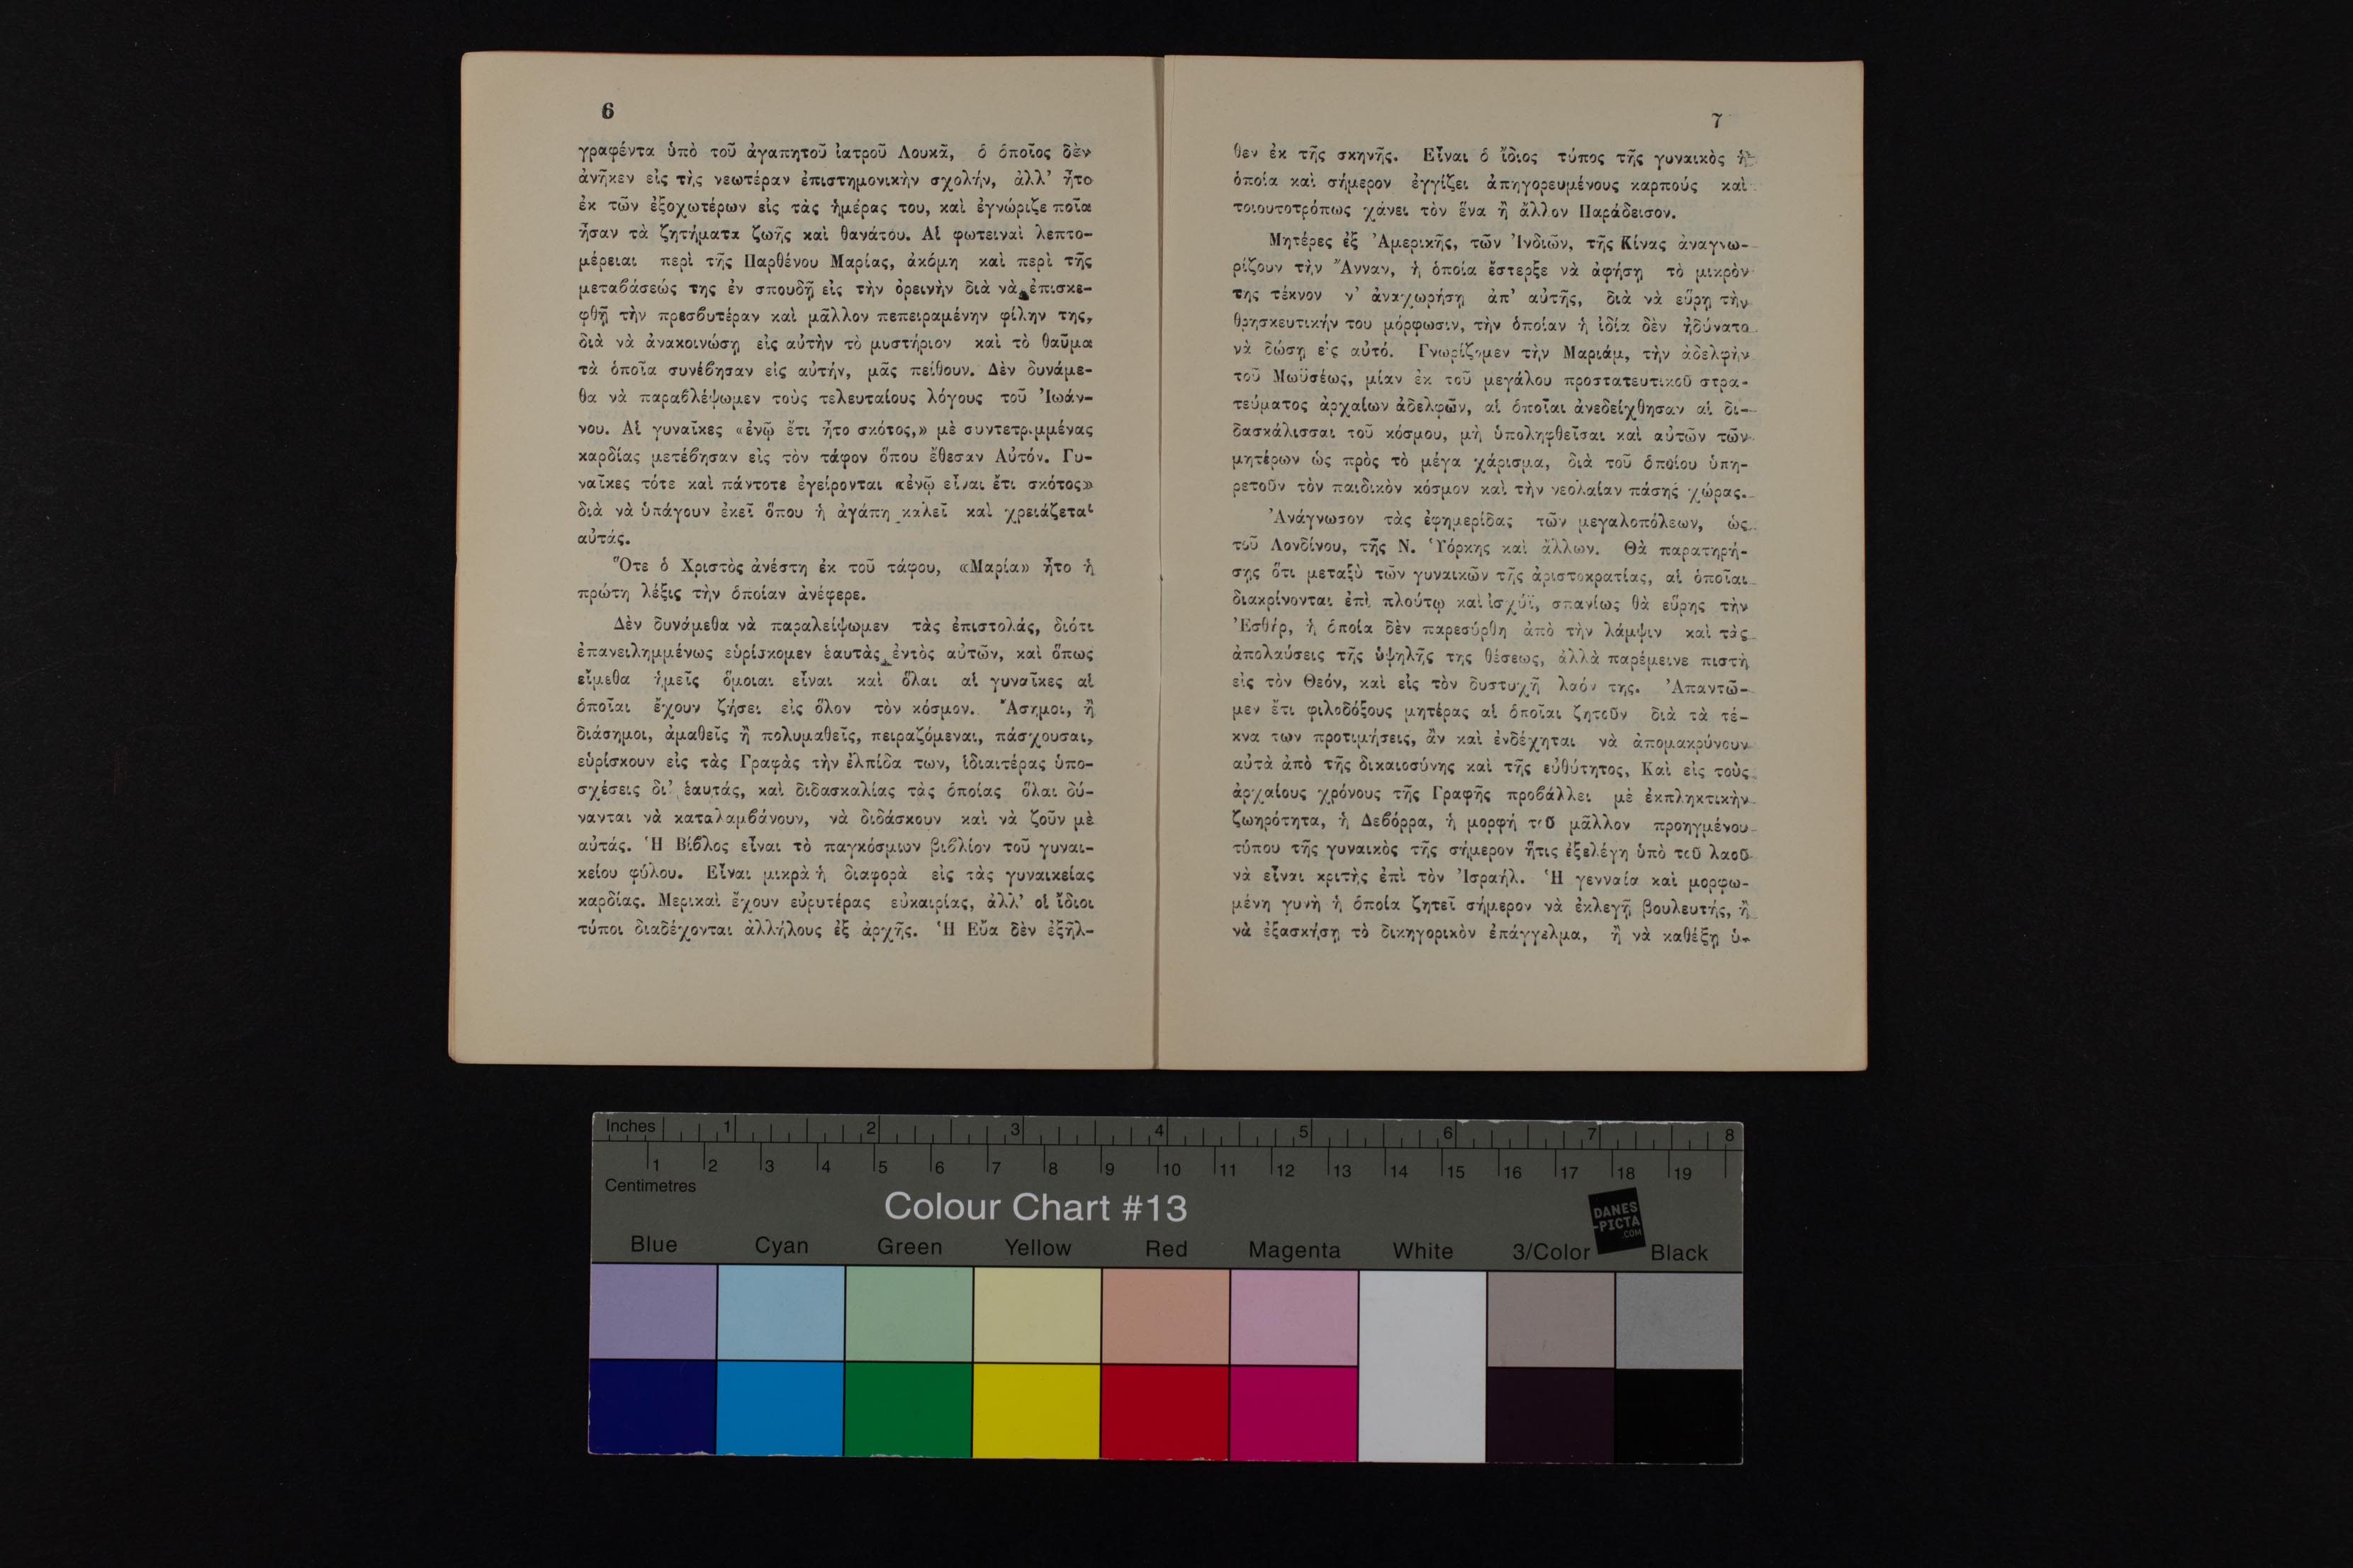 6
γραφέντα ὑπὸ τοῦ ἀγαπητοῦ ἰατροῦ Λουκᾶ, ὁ ὁποῖος δὲν
ἀνῆκεν εἰς τὴς νεωτέραν ἐπιστημονικὴν σχολήν, ἀλλ' ἦτο
ἐκ τῶν ἐξοχωτέρων εἰς τὰς ἡμέρας του, καὶ ἐγνώριζε ποῖα
ἦσαν τὰ ζητήματα ζωῆς καὶ θανάτου. Αἱ φωτειναὶ λεπτο-
μέρειαι περὶ τῆς Παρθένου Μαρίας, ἀκόμη καὶ περὶ τῆς
μεταβάσεώς της ἐν σπουδῇ εἰς τὴν ὀρεινὴν διὰ νὰ ἐπισκε-
φθῇ τὴν πρεσβυτέραν καὶ μᾶλλον πεπειραμένην φίλην της,
διὰ νὰ ἀνακοινώσῃ εἰς αὐτὴν τὸ μυστήριον καὶ τὸ θαῦμα
τὰ ὁποῖα συνέβησαν εἰς αὐτήν, μᾶς πείθουν. Δὲν δυνάμε-
θα νὰ παραβλέψωμεν τοὺς τελευταίους λόγους τοῦ Ἰωάν-
νου. Αἱ γυναῖκες «ἐνῷ ἔτι ἦτο σκότος,» μὲ συντετριμμένας
καρδίας μετέβησαν εἰς τὸν τάφον ὅπου ἔθεσαν Αὐτόν. Γυ-
ναῖκες τότε καὶ πάντοτε ἐγείρονται «ἐνῷ εἶναι ἔτι σκότος»
διὰ νὰ ὑπάγουν ἐκεῖ ὅπου ἡ ἀγάπη καλεῖ καὶ χρειάζεται
αὐτάς.
Ὅτε ὁ Χριστὸς ἀνέστη ἐκ τοῦ τάφου, «Μαρία» ἦτο ἡ
πρώτη λέξις τὴν ὁποίαν ἀνέφερε.
Δὲν δυνάμεθα νὰ παραλείψωμεν τὰς ἐπιστολάς, διότι
ἐπανειλημμένως εὑρίσκομεν ἑαυτὰς ἐντὸς αὐτῶν, καὶ ὅπως
εἴμεθα ἡμεῖς ὅμοιαι εἶναι καὶ ὅλαι αἱ γυναῖκες αἱ
ὁποῖαι ἔχουν ζήσει εἰς ὅλον τὸν κόσμον. Ἄσημοι, ἢ
διάσημοι, ἀμαθεῖς ἢ πολυμαθεῖς, πειραζόμεναι, πάσχουσαι,
εὑρίσκουν εἰς τὰς Γραφὰς τὴν ἐλπίδα των, ἰδιαιτέρας ὑπο-
σχέσεις δι' ἑαυτάς, καὶ διδασκαλίας τὰς ὁποίας ὅλαι δύ-
νανται νὰ καταλαμβάνουν, νὰ διδάσκουν καὶ νὰ ζοῦν μὲ
αὐτάς. Ἡ Βίβλος εἶναι τὸ παγκόσμιον βιβλίον τοῦ γυναι-
κείου φύλου. Εἶναι μικρὰ ἡ διαφορὰ εἰς τὰς γυναικείας
καρδίας. Μερικαὶ ἔχουν εὐρυτέρας εὐκαιρίας, ἀλλ' οἱ ἴδιοι
τύποι διαδέχονται ἀλλήλους ἐξ ἀρχῆς. Ἡ Εὔα δὲν ἐξῆλ-
7
θεν ἐκ τῆς σκηνῆς. Εἶναι ὁ ἴδιος τύπος τῆς γυναικὸς ἡ
ὁποία καὶ σήμερον ἐγγίζει ἀπηγορευμένους καρποὺς καὶ
τοιουτοτρόπως χάνει τὸν ἕνα ἢ ἄλλον Παράδεισον.
Μητέρες ἐξ Ἀμερικῆς, τῶν Ἰνδιῶν, τῆς Κίνας ἀναγνω-
ρίζουν τὴν Ἄνναν, ἡ ὁποία ἔστερξε νὰ ἀφήσῃ τὸ μικρὸν
της τέκνον ν' ἀναχωρήσῃ ἀπ' αὐτῆς, διὰ νὰ εὕρῃ τὴν
θρησκευτικήν του μόρφωσιν, τὴν ὁποίαν ἡ ἰδία δὲν ἠδύνατο
νὰ δώσῃ εἰς αὐτό. Γνωρίζομεν τὴν Μαριάμ, τὴν ἀδελφὴν
τοῦ Μωϋσέως, μίαν ἐκ τοῦ μεγάλου προστατευτικοῦ στρα-
τεύματος ἀρχαίων ἀδελφῶν, αἱ ὁποῖαι ἀνεδείχθησαν αἱ δι-
δασκάλισσαι τοῦ κόσμου, μὴ ὑποληφθεῖσαι καὶ αὐτῶν τῶν
μητέρων ὡς πρὸς τὸ μέγα χάρισμα, διὰ τοῦ ὁποίου ὑπη-
ρετοῦν τὸν παιδικὸν κόσμον καὶ τὴν νεολαίαν πάσης χώρας.
Ἀνάγνωσον τὰς ἐφημερίδας τῶν μεγαλοπόλεων, ὡς
τοῦ Λονδίνου, τῆς Ν. Ὑόρκης καὶ ἄλλων. Θὰ παρατηρή-
σῃς ὅτι μεταξὺ τῶν γυναικῶν τῆς ἀριστοκρατίας, αἱ ὁποῖαι
διακρίνονται ἐπὶ πλούτῳ καὶ ἰσχύϊ, σπανίως θὰ εὕρῃς τὴν
Ἐσθήρ, ἡ ὁποία δὲν παρεσύρθη ἀπὸ τὴν λάμψιν καὶ τὰς
ἀπολαύσεις τῆς ὑψηλῆς της θέσεως, ἀλλὰ παρέμεινε πιστὴ
εἰς τὸν Θεόν, καὶ εἰς τὸν δυστυχῆ λαόν της. Ἀπαντῶ-
μεν ἔτι φιλοδόξους μητέρας αἱ ὁποῖαι ζητοῦν διὰ τὰ τέ-
κνα των προτιμήσεις, ἂν καὶ ἐνδέχηται νὰ ἀπομακρύνουν
αὐτὰ ἀπὸ τῆς δικαιοσύνης καὶ τῆς εὐθύτητος, Καὶ εἰς τοὺς
ἀρχαίους χρόνους τῆς Γραφῆς προβάλλει μὲ ἐκπληκτικὴν
ζωηρότητα, ἡ Δεβόρρα, ἡ μορφή τοῦ μᾶλλον προηγμένου
τύπου τῆς γυναικὸς τῆς σήμερον ἥτις ἐξελέγη ὑπὸ τοῦ λαοῦ
νὰ εἶναι κριτὴς ἐπὶ τὸν Ἰσραήλ. Ἡ γενναία καὶ μορφω-
μένη γυνὴ ἡ ὁποία ζητεῖ σήμερον νὰ ἐκλεγῇ βουλευτής, ἢ
νὰ ἐξασκήσῃ τὸ δικηγορικὸν ἐπάγγελμα, ἢ νὰ καθέξῃ ὑ-
Inches 1 2 3 4 5 6 7 8
1 2 3 4 5 6 7 8 9 10 11 12 13 14 15 16 17 18 19
Centimetres
Colour Chart #13
DANES
-PICTA
.COM
Blue Cyan Green Yellow Red Magenta White 3/Color Black